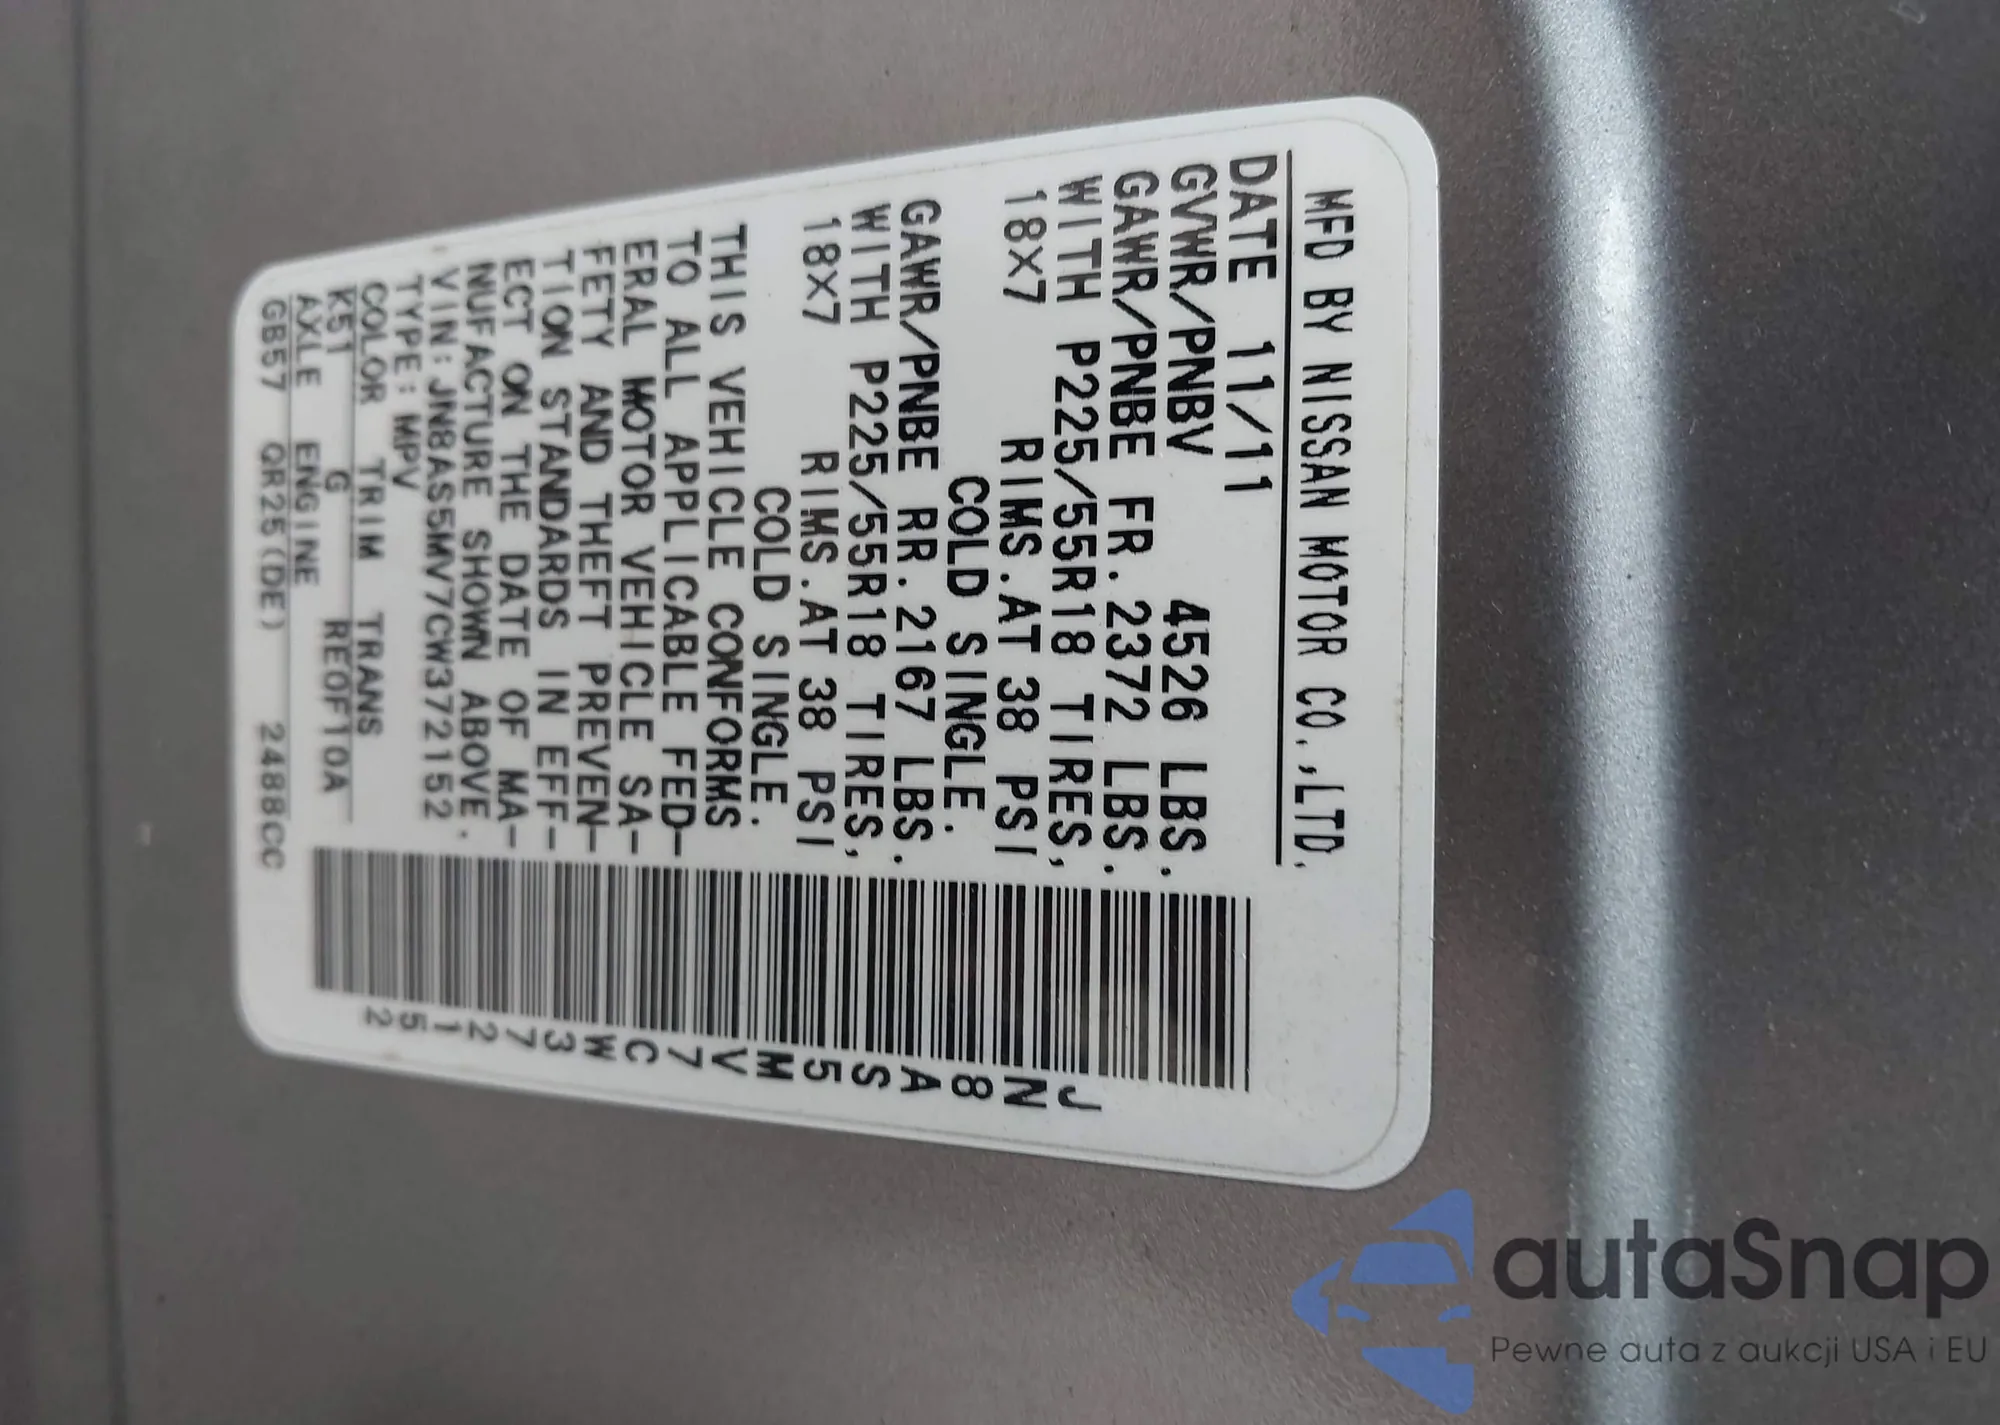 MFD BY NISSAN MOTOR CO.,LTD.
DATE 11/11
GVWR/PNBV 4526 LBS.
GAWR/PNBE FR. 2372 LBS.
WITH P225/55R18 TIRES,
18X7 RIMS.AT 38 PSI
COLD SINGLE.
GAWR/PNBE RR. 2167 LBS.
WITH P225/55R18 TIRES,
18X7 RIMS.AT 38 PSI
COLD SINGLE.
THIS VEHICLE CONFORMS
TO ALL APPLICABLE FED-
ERAL MOTOR VEHICLE SA-
FETY AND THEFT PREVEN-
TION STANDARDS IN EFF-
ECT ON THE DATE OF MA-
NUFACTURE SHOWN ABOVE.
VIN: JN8AS5MV7CW372152
TYPE: MPV
COLOR TRIM TRANS
K51 G RE0F10A
AXLE ENGINE
GB57 QR25(DE) 2488CC
JN8AS5MV7CW372152
autaSnap
Pewne auta z aukcji USA i EU